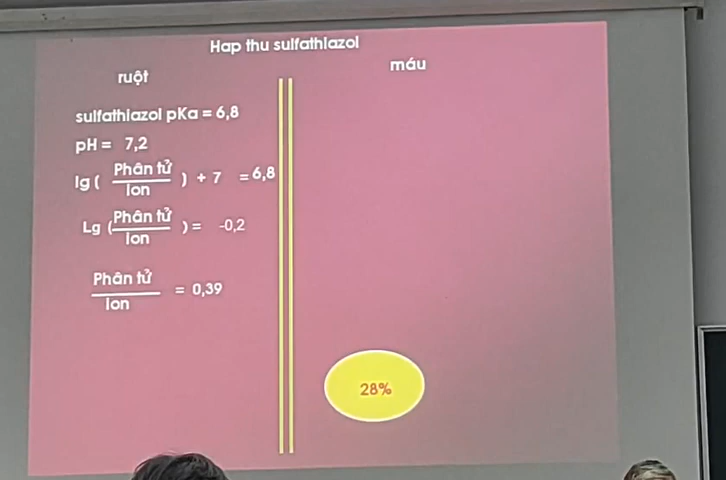 Hap thu sulfathiazol
ruột
máu
sulfathiazol pKa = 6,8
pH = 7,2
lg ( Phân tử / Ion ) + 7 = 6,8
Lg ( Phân tử / Ion ) = -0,2
Phân tử / Ion = 0,39
28%